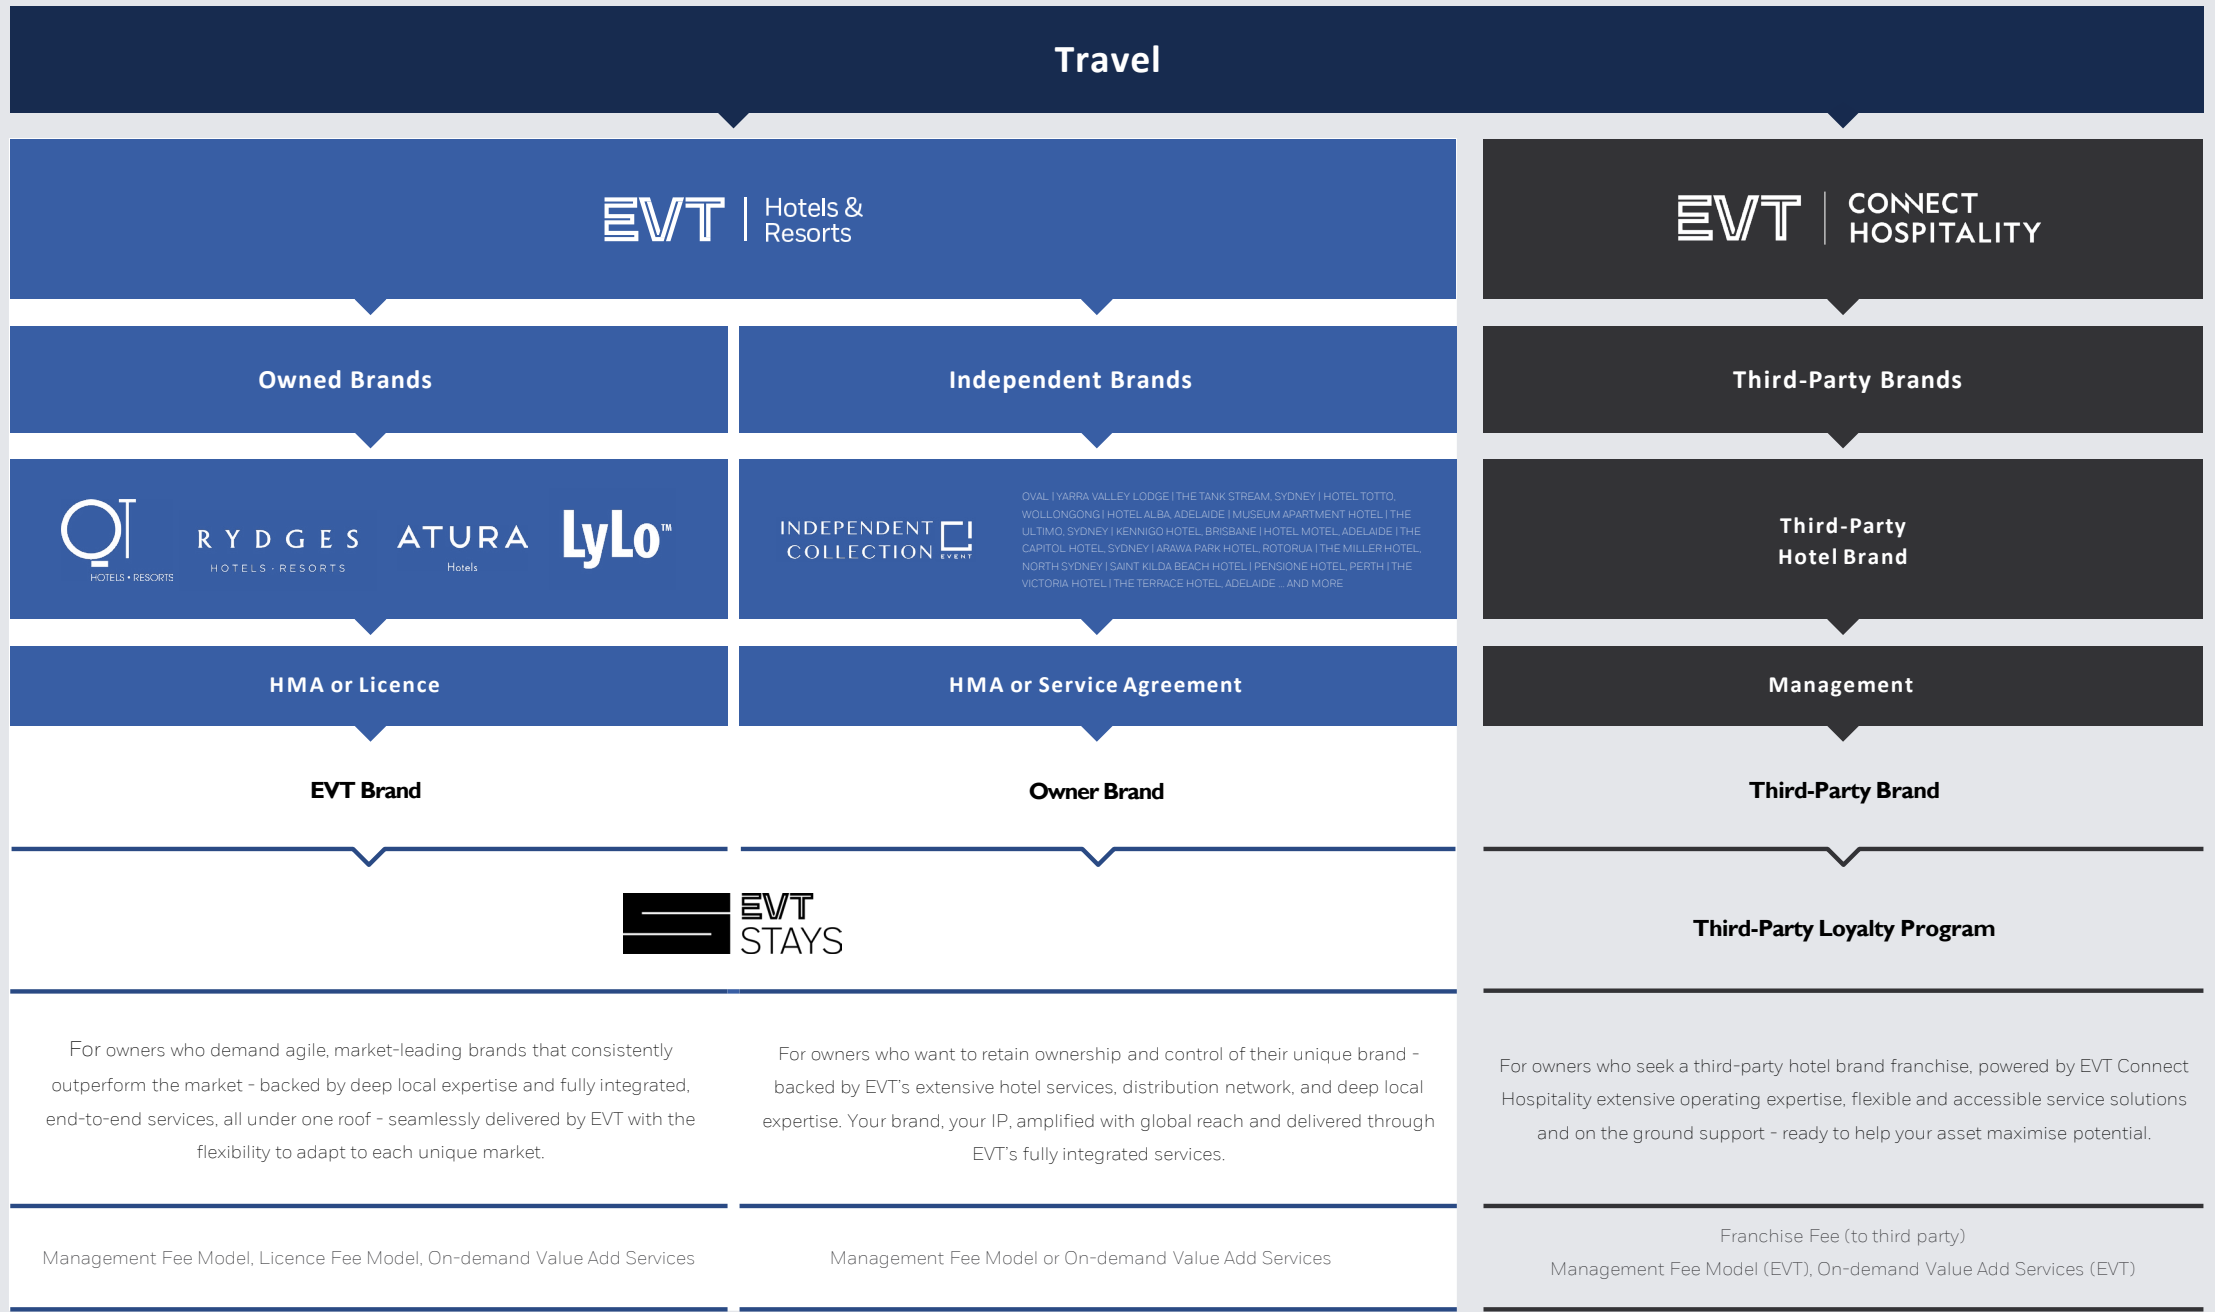 Travel
EVT | Hotels &
Resorts
EVT | CONNECT
HOSPITALITY
Owned Brands
Independent Brands
Third-Party Brands
QT
HOTELS • RESORTS
RYDGES
HOTELS · RESORTS
ATURA
Hotels
LyLo™
INDEPENDENT
COLLECTION
EVENT
OVAL | YARRA VALLEY LODGE | THE TANK STREAM, SYDNEY | HOTEL TOTTO,
WOLLONGONG | HOTEL ALBA, ADELAIDE | MUSEUM APARTMENT HOTEL | THE
ULTIMO, SYDNEY | KENNIGO HOTEL, BRISBANE | HOTEL MOTEL, ADELAIDE | THE
CAPITOL HOTEL, SYDNEY | ARAWA PARK HOTEL, ROTORUA | THE MILLER HOTEL,
NORTH SYDNEY | SAINT KILDA BEACH HOTEL | PENSIONE HOTEL, PERTH | THE
VICTORIA HOTEL | THE TERRACE HOTEL, ADELAIDE ... AND MORE
Third-Party
Hotel Brand
HMA or Licence
HMA or Service Agreement
Management
EVT Brand
Owner Brand
Third-Party Brand
EVT
STAYS
Third-Party Loyalty Program
For owners who demand agile, market-leading brands that consistently
outperform the market - backed by deep local expertise and fully integrated,
end-to-end services, all under one roof - seamlessly delivered by EVT with the
flexibility to adapt to each unique market.
For owners who want to retain ownership and control of their unique brand -
backed by EVT's extensive hotel services, distribution network, and deep local
expertise. Your brand, your IP, amplified with global reach and delivered through
EVT's fully integrated services.
For owners who seek a third-party hotel brand franchise, powered by EVT Connect
Hospitality extensive operating expertise, flexible and accessible service solutions
and on the ground support - ready to help your asset maximise potential.
Management Fee Model, Licence Fee Model, On-demand Value Add Services
Management Fee Model or On-demand Value Add Services
Franchise Fee (to third party)
Management Fee Model (EVT), On-demand Value Add Services (EVT)